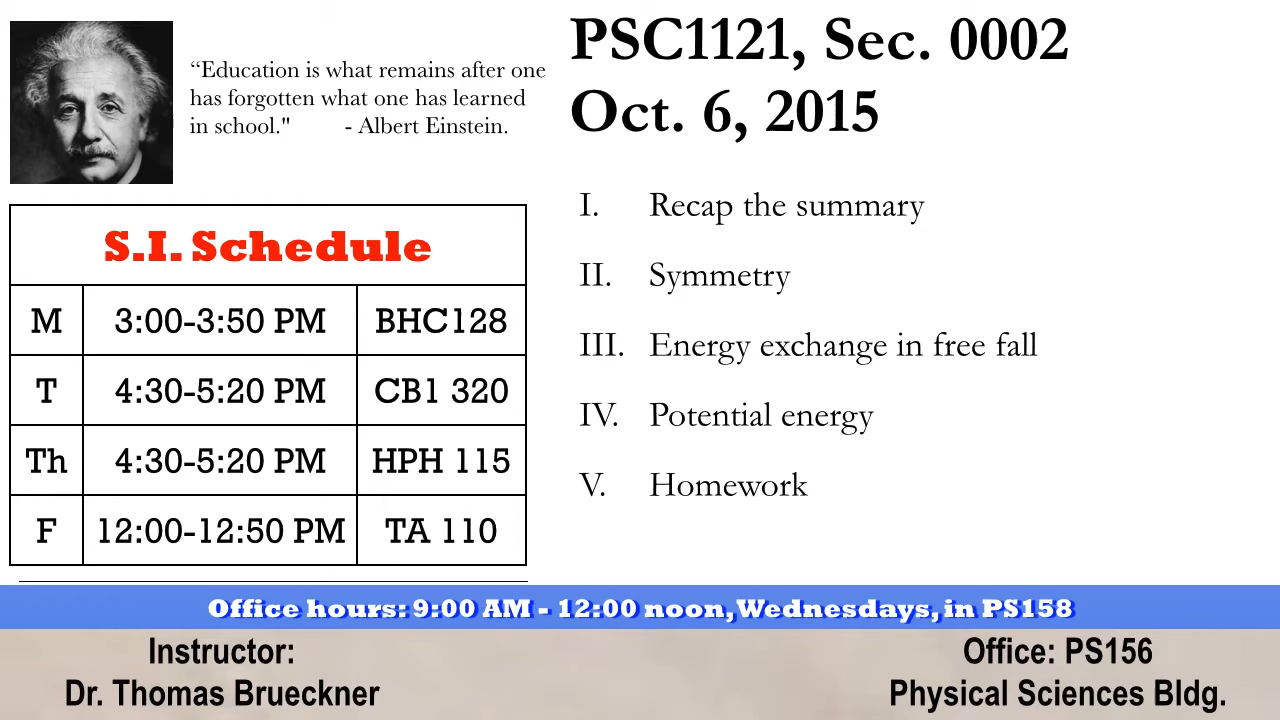 “Education is what remains after one
has forgotten what one has learned
in school." - Albert Einstein.
PSC1121, Sec. 0002
Oct. 6, 2015
I. Recap the summary
II. Symmetry
III. Energy exchange in free fall
IV. Potential energy
V. Homework
S.I. Schedule
M 3:00-3:50 PM BHC128
T 4:30-5:20 PM CB1 320
Th 4:30-5:20 PM HPH 115
F 12:00-12:50 PM TA 110
Office hours: 9:00 AM - 12:00 noon, Wednesdays, in PS158
Instructor:
Dr. Thomas Brueckner
Office: PS156
Physical Sciences Bldg.